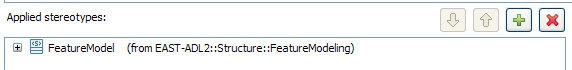 Applied stereotypes:
FeatureModel (from EAST-ADL2::Structure::FeatureModeling)